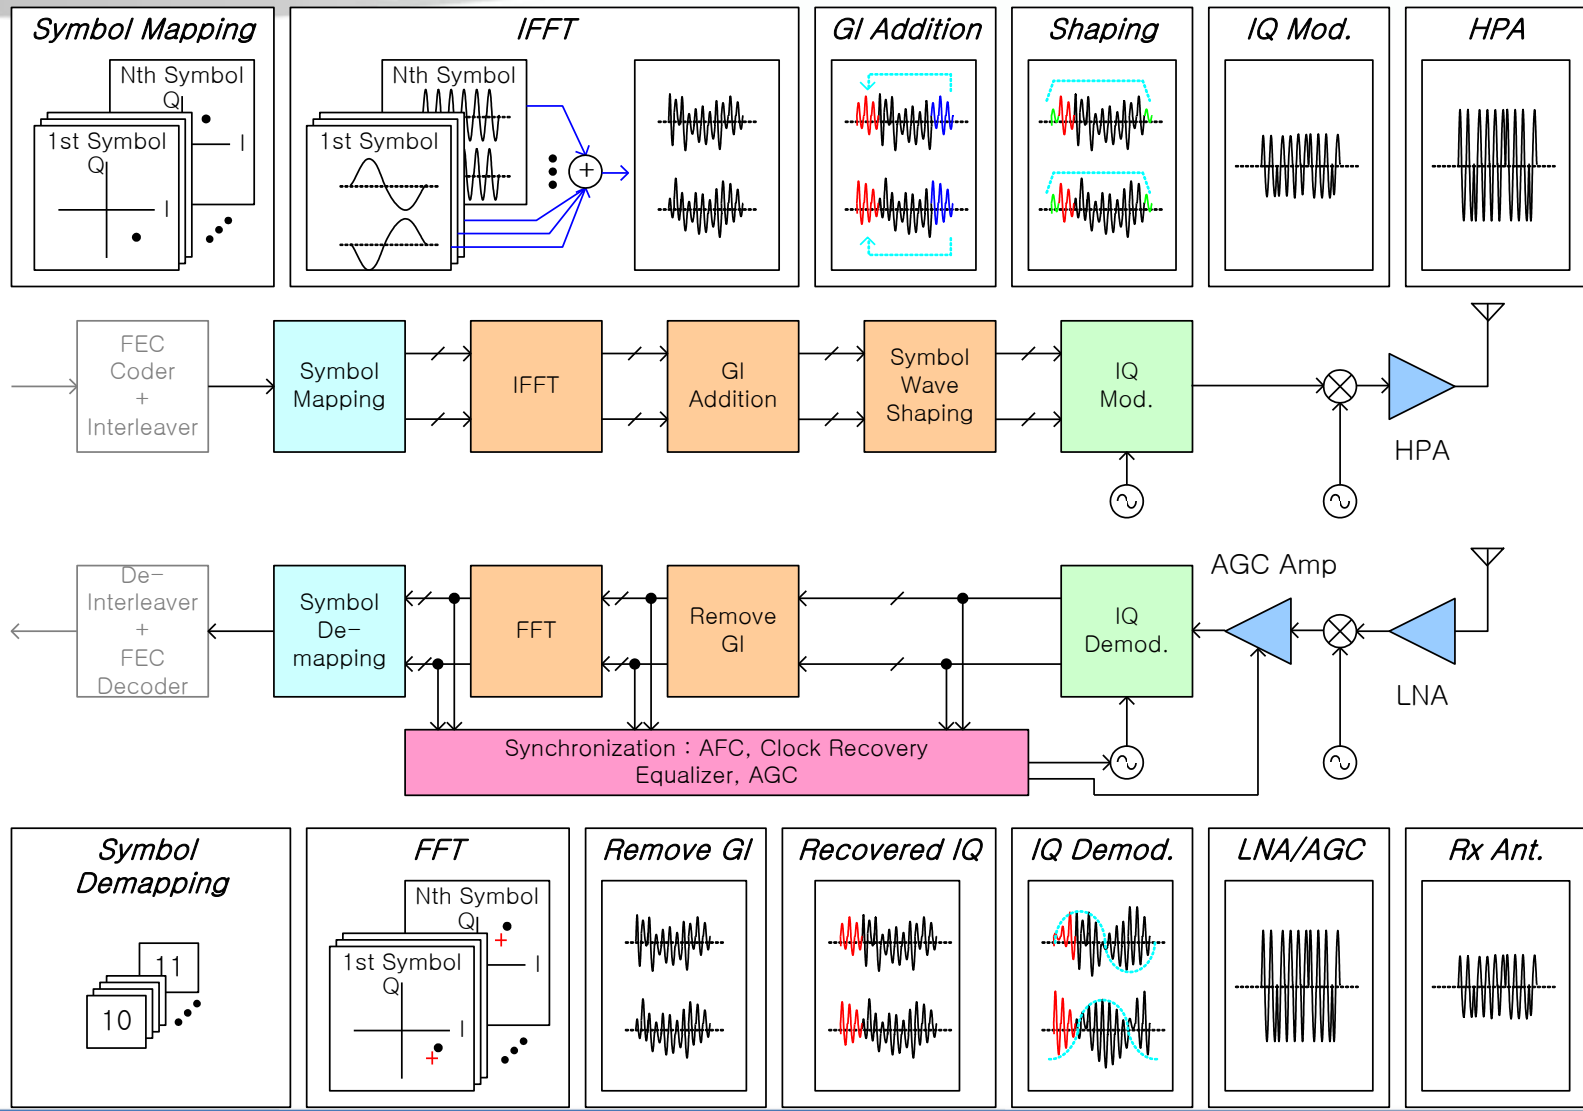 Symbol Mapping
Nth Symbol
Q
I
1st Symbol
Q
I
IFFT
Nth Symbol
1st Symbol
+
GI Addition
Shaping
IQ Mod.
HPA
FEC
Coder
+
Interleaver
Symbol
Mapping
IFFT
GI
Addition
Symbol
Wave
Shaping
IQ
Mod.
HPA
De-
Interleaver
+
FEC
Decoder
Symbol
De-
mapping
FFT
Remove
GI
IQ
Demod.
AGC Amp
LNA
Synchronization : AFC, Clock Recovery
Equalizer, AGC
Symbol
Demapping
11
10
FFT
Nth Symbol
Q
I
1st Symbol
Q
I
Remove GI
Recovered IQ
IQ Demod.
LNA/AGC
Rx Ant.